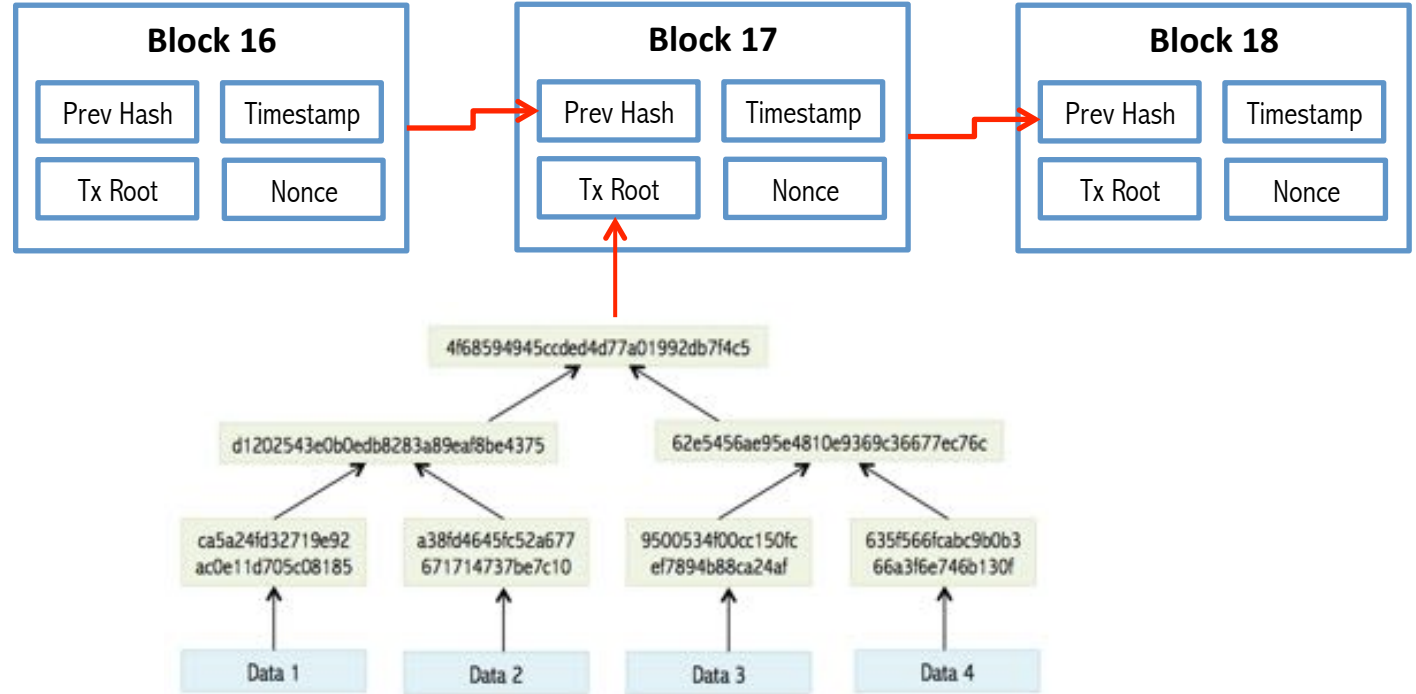 Block 16
Prev Hash
Timestamp
Tx Root
Nonce
Block 17
Prev Hash
Timestamp
Tx Root
Nonce
Block 18
Prev Hash
Timestamp
Tx Root
Nonce
4f68594945ccded4d77a01992db7f4c5
d1202543e0b0edb8283a89eaf8be4375
62e5456ae95e4810e9369c36677ec76c
ca5a24fd32719e92
ac0e11d705c08185
a38fd4645fc52a677
671714737be7c10
9500534f00cc150fc
ef7894b88ca24af
635f566fcabc9b0b3
66a3f6e746b130f
Data 1
Data 2
Data 3
Data 4